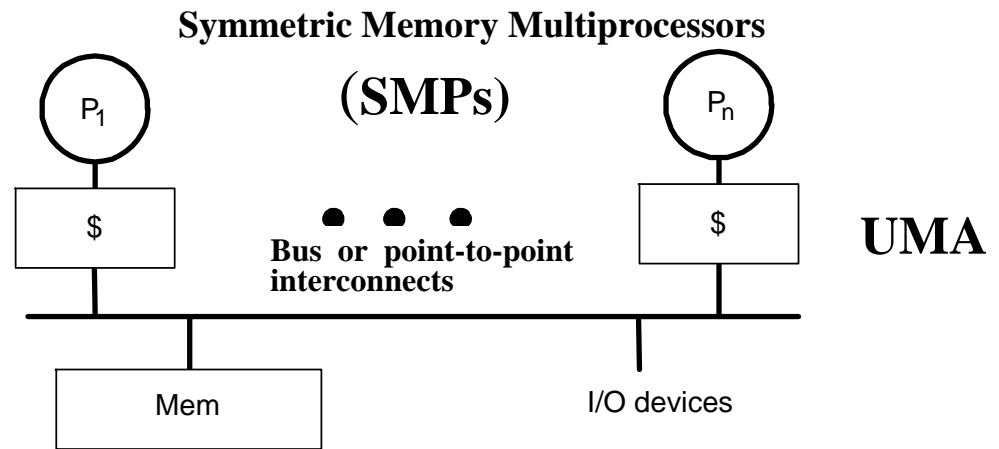 Symmetric Memory Multiprocessors
(SMPs)
P1
Pn
$
$
UMA
Bus or point-to-point
interconnects
Mem
I/O devices